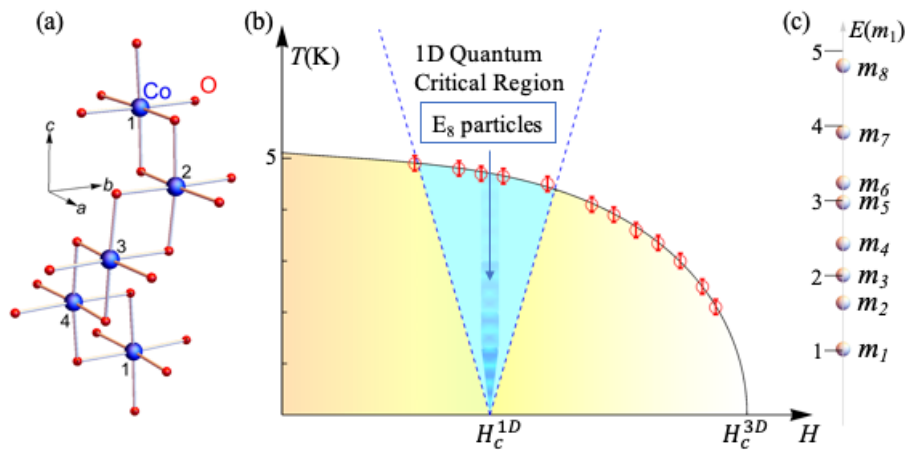 (a)
Co
O
1
c
b
a
2
3
4
1
(b)
T(K)
1D Quantum
Critical Region
E₈ particles
5
H_c^{1D}
H_c^{3D}
H
(c)
E(m₁)
5
m₈
4
m₇
m₆
3
m₅
m₄
2
m₃
m₂
1
m₁